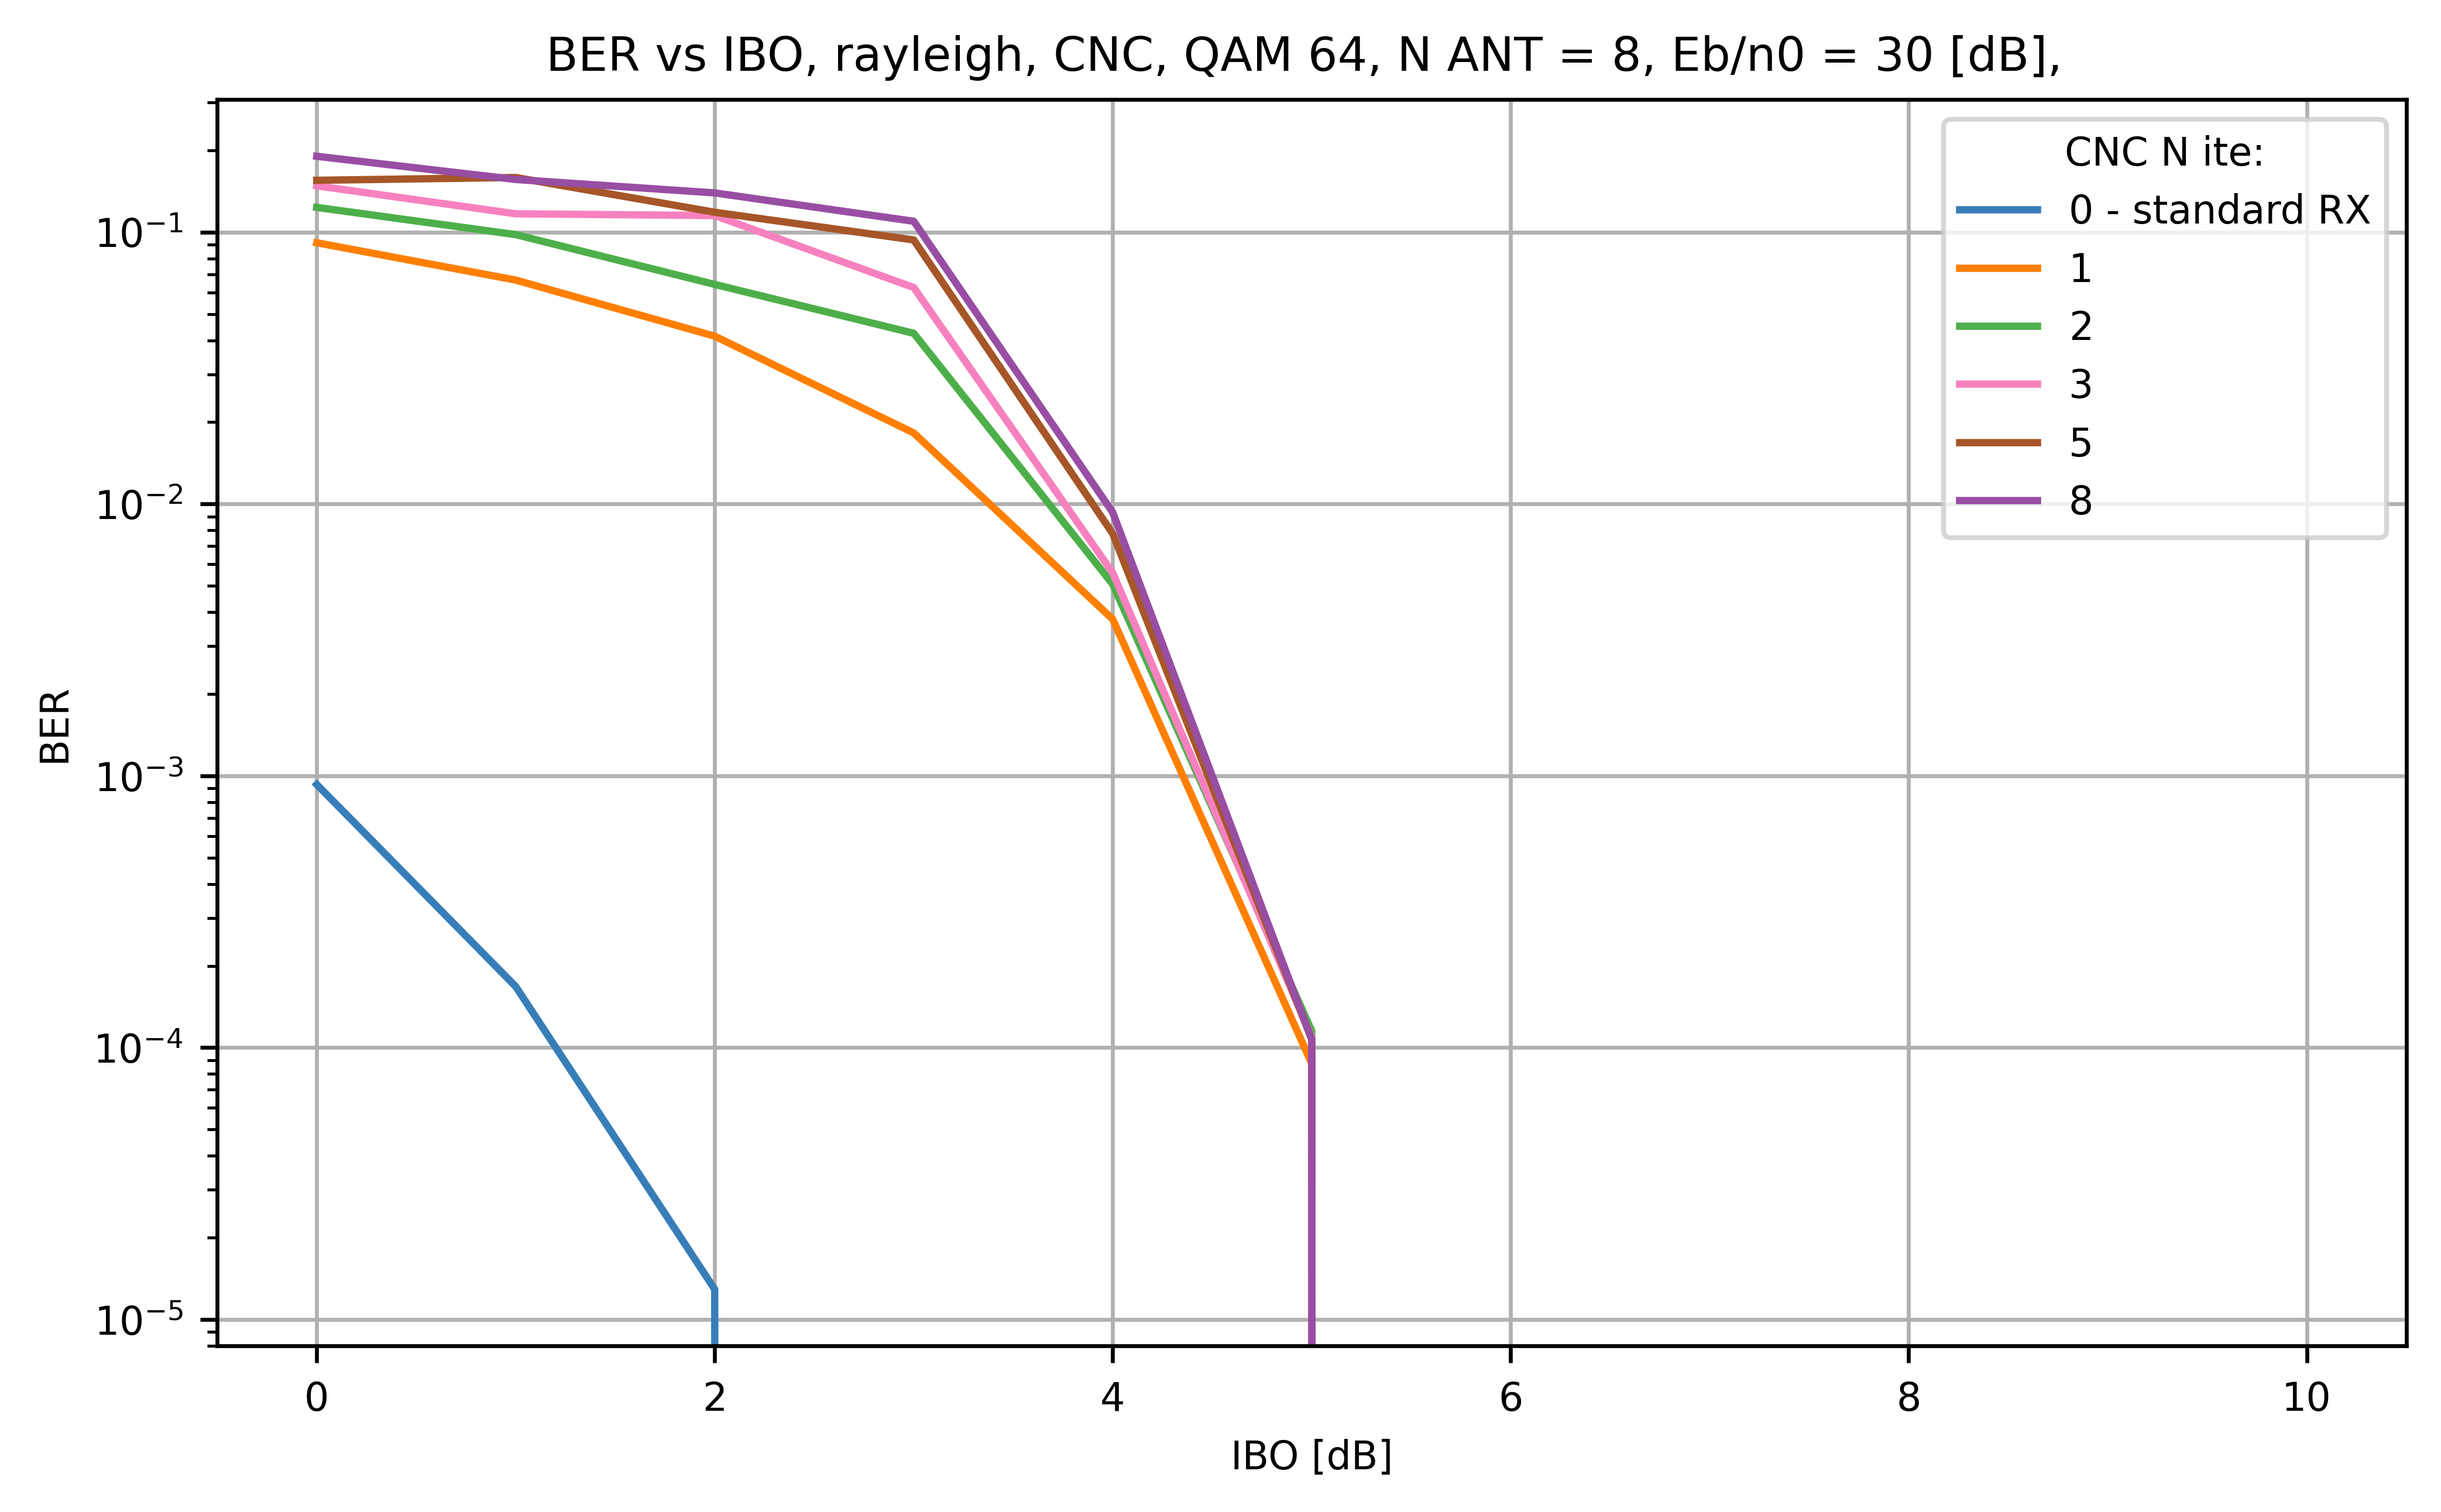 BER vs IBO, rayleigh, CNC, QAM 64, N ANT = 8, Eb/n0 = 30 [dB],
CNC N ite:
0 - standard RX
1
2
3
5
8
BER
10⁻¹
10⁻²
10⁻³
10⁻⁴
10⁻⁵
0 2 4 6 8 10
IBO [dB]